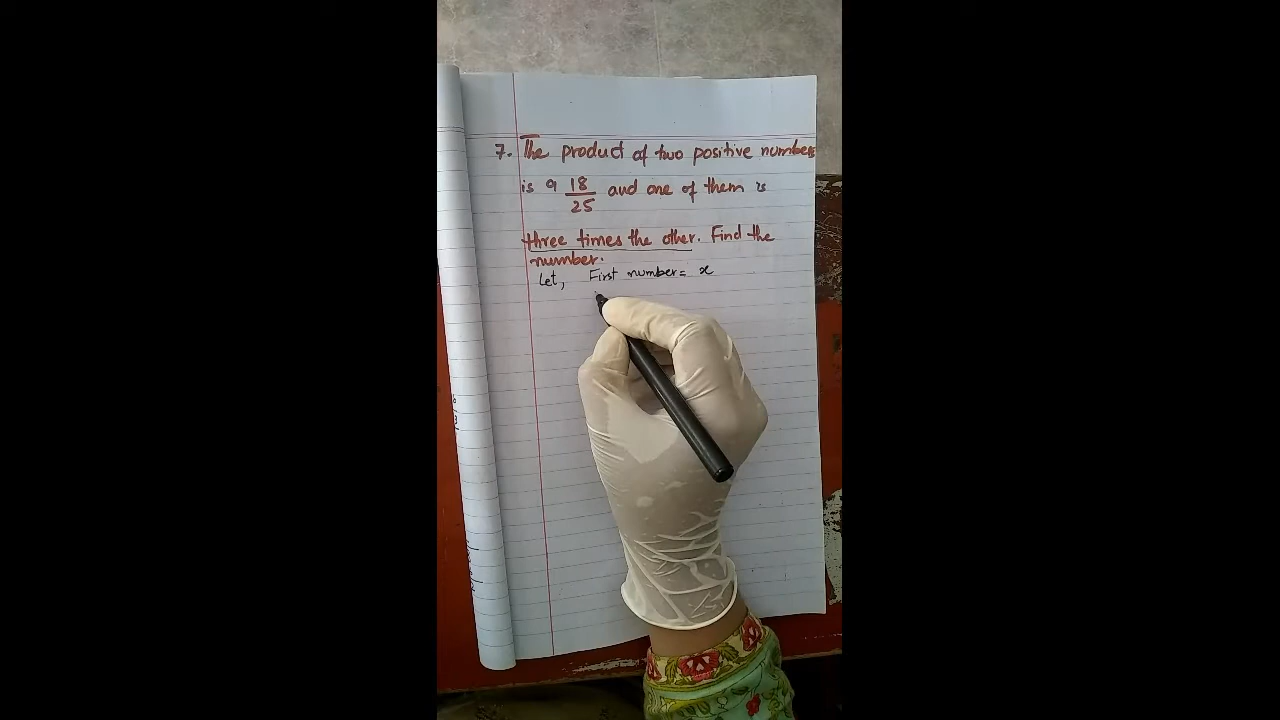 7. The product of two positive numbers
is 9 18/25 and one of them is
three times the other. Find the
number.
Let, First number = x